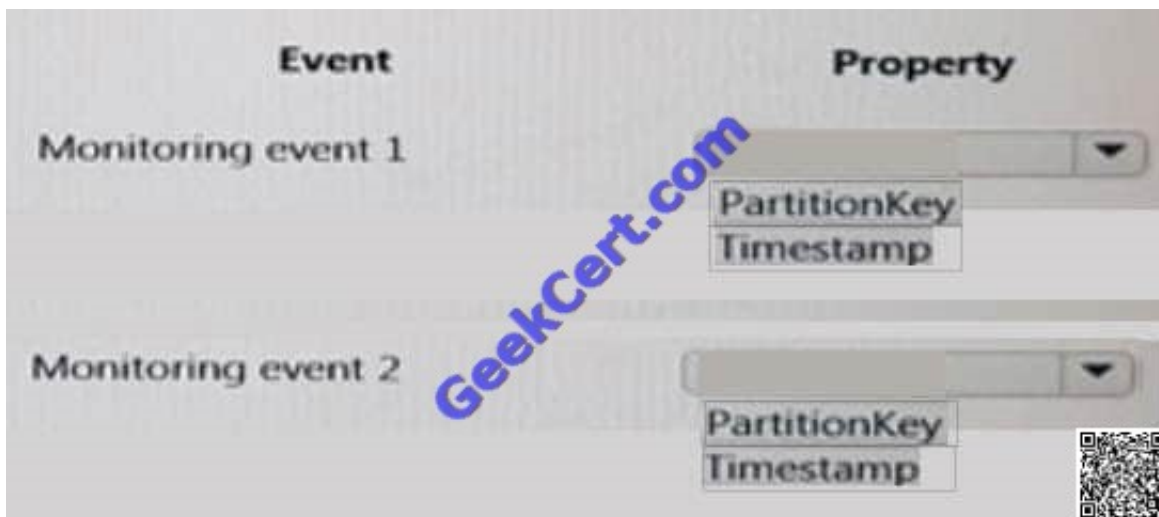 Event
Property
Monitoring event 1
PartitionKey
Timestamp
GeekCert.com
Monitoring event 2
PartitionKey
Timestamp